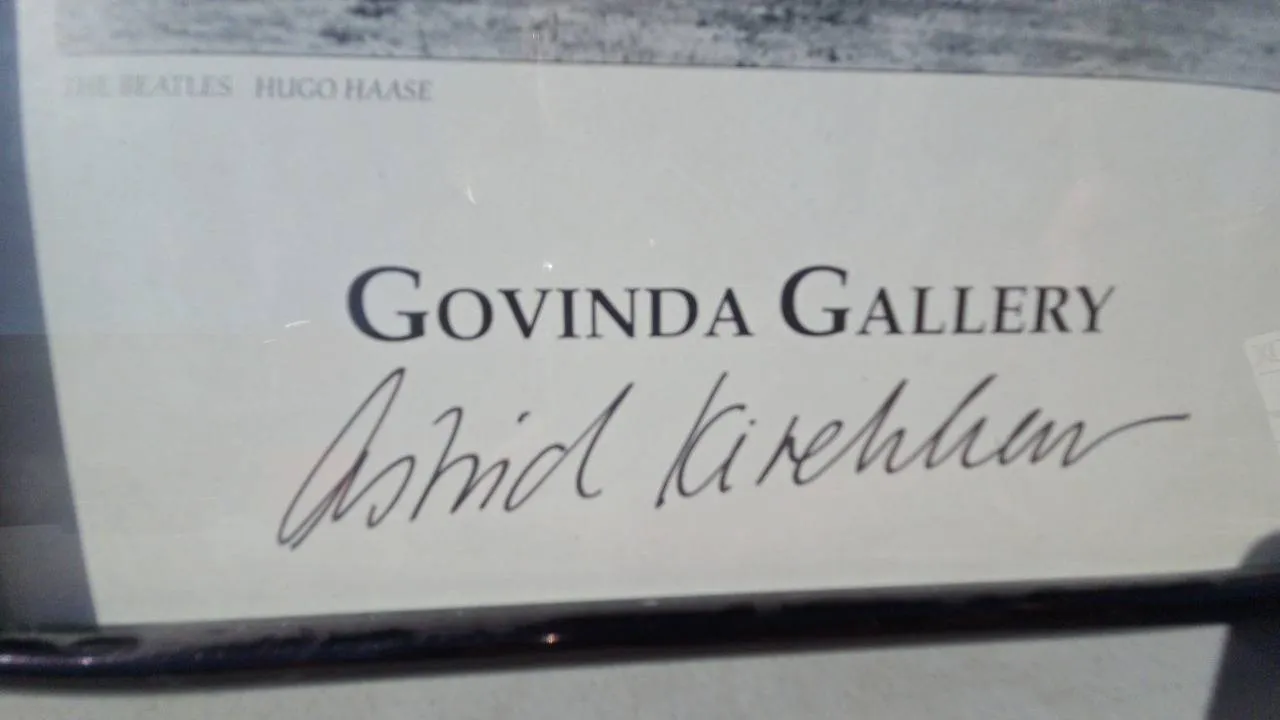 THE BEATLES HUGO HAASE
GOVINDA GALLERY
Astrid Kirchherr